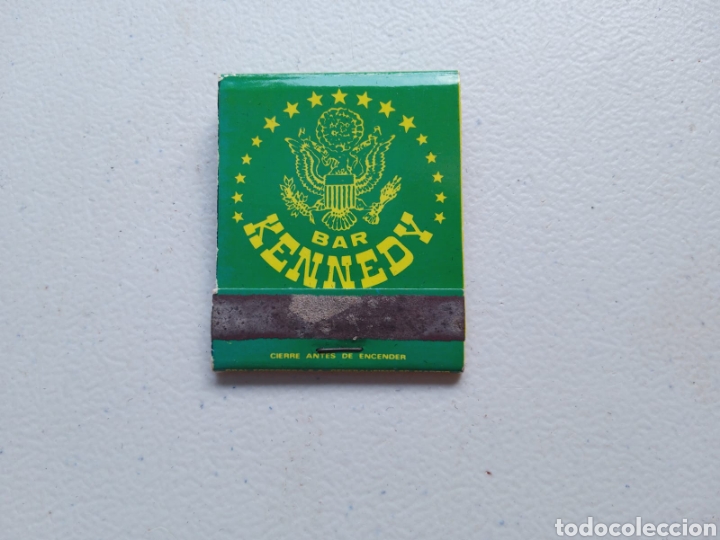 BAR
KENNEDY
CIERRE ANTES DE ENCENDER
todocoleccion